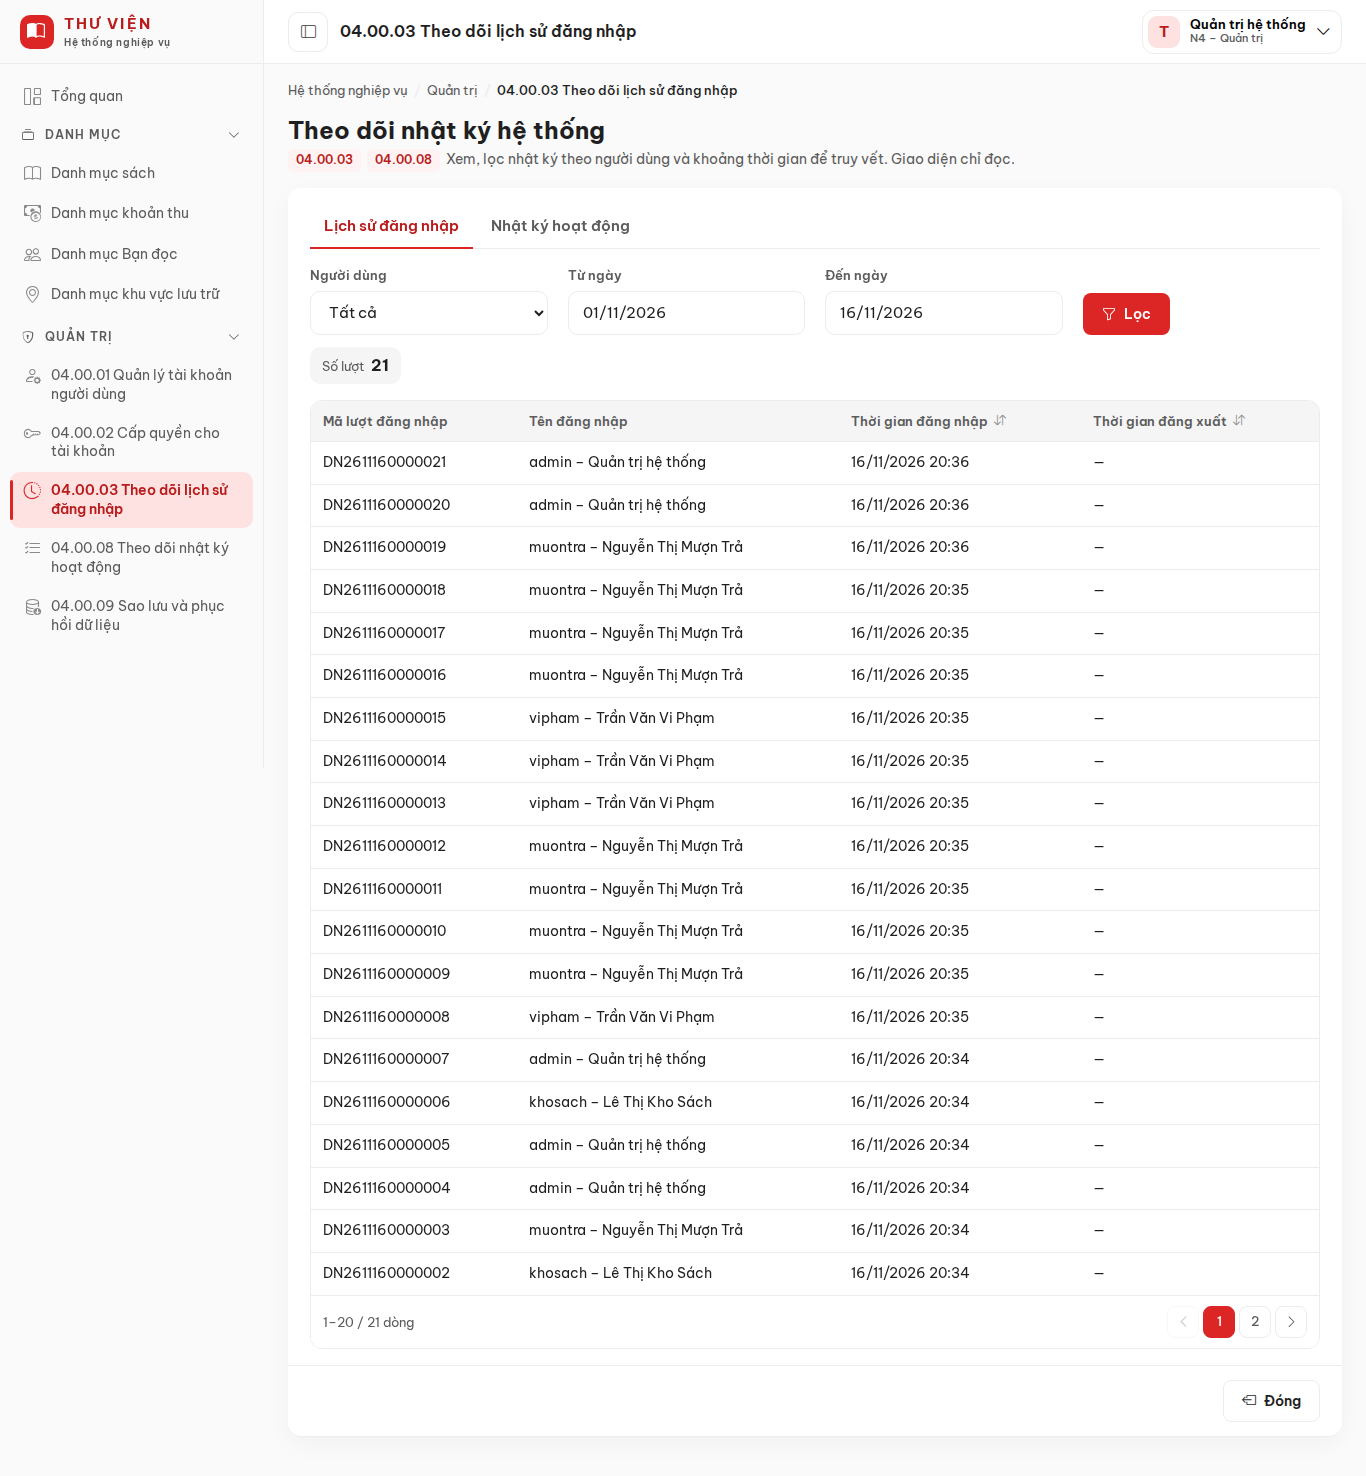 THƯ VIỆN
Hệ thống nghiệp vụ
04.00.03 Theo dõi lịch sử đăng nhập
T
Quản trị hệ thống
N4 – Quản trị
Tổng quan
DANH MỤC
Danh mục sách
Danh mục khoản thu
Danh mục Bạn đọc
Danh mục khu vực lưu trữ
QUẢN TRỊ
04.00.01 Quản lý tài khoản
người dùng
04.00.02 Cấp quyền cho
tài khoản
04.00.03 Theo dõi lịch sử
đăng nhập
04.00.08 Theo dõi nhật ký
hoạt động
04.00.09 Sao lưu và phục
hồi dữ liệu
Hệ thống nghiệp vụ / Quản trị / 04.00.03 Theo dõi lịch sử đăng nhập
Theo dõi nhật ký hệ thống
04.00.03 04.00.08 Xem, lọc nhật ký theo người dùng và khoảng thời gian để truy vết. Giao diện chỉ đọc.
Lịch sử đăng nhập Nhật ký hoạt động
Người dùng Từ ngày Đến ngày
Tất cả 01/11/2026 16/11/2026 Lọc
Số lượt 21
Mã lượt đăng nhập Tên đăng nhập Thời gian đăng nhập Thời gian đăng xuất
DN2611160000021 admin – Quản trị hệ thống 16/11/2026 20:36 —
DN2611160000020 admin – Quản trị hệ thống 16/11/2026 20:36 —
DN2611160000019 muontra – Nguyễn Thị Mượn Trả 16/11/2026 20:36 —
DN2611160000018 muontra – Nguyễn Thị Mượn Trả 16/11/2026 20:35 —
DN2611160000017 muontra – Nguyễn Thị Mượn Trả 16/11/2026 20:35 —
DN2611160000016 muontra – Nguyễn Thị Mượn Trả 16/11/2026 20:35 —
DN2611160000015 vipham – Trần Văn Vi Phạm 16/11/2026 20:35 —
DN2611160000014 vipham – Trần Văn Vi Phạm 16/11/2026 20:35 —
DN2611160000013 vipham – Trần Văn Vi Phạm 16/11/2026 20:35 —
DN2611160000012 muontra – Nguyễn Thị Mượn Trả 16/11/2026 20:35 —
DN2611160000011 muontra – Nguyễn Thị Mượn Trả 16/11/2026 20:35 —
DN2611160000010 muontra – Nguyễn Thị Mượn Trả 16/11/2026 20:35 —
DN2611160000009 muontra – Nguyễn Thị Mượn Trả 16/11/2026 20:35 —
DN2611160000008 vipham – Trần Văn Vi Phạm 16/11/2026 20:35 —
DN2611160000007 admin – Quản trị hệ thống 16/11/2026 20:34 —
DN2611160000006 khosach – Lê Thị Kho Sách 16/11/2026 20:34 —
DN2611160000005 admin – Quản trị hệ thống 16/11/2026 20:34 —
DN2611160000004 admin – Quản trị hệ thống 16/11/2026 20:34 —
DN2611160000003 muontra – Nguyễn Thị Mượn Trả 16/11/2026 20:34 —
DN2611160000002 khosach – Lê Thị Kho Sách 16/11/2026 20:34 —
1–20 / 21 dòng 1 2
Đóng